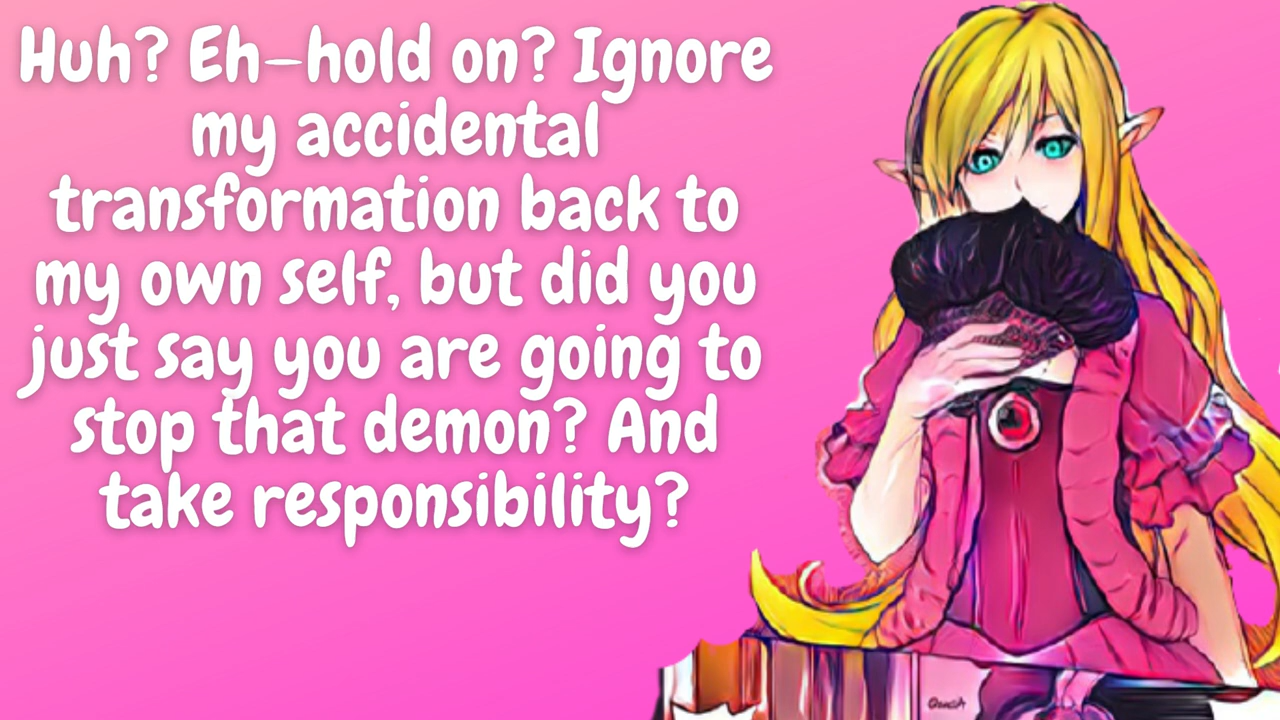 Huh? Eh–hold on? Ignore
my accidental
transformation back to
my own self, but did you
just say you are going to
stop that demon? And
take responsibility?